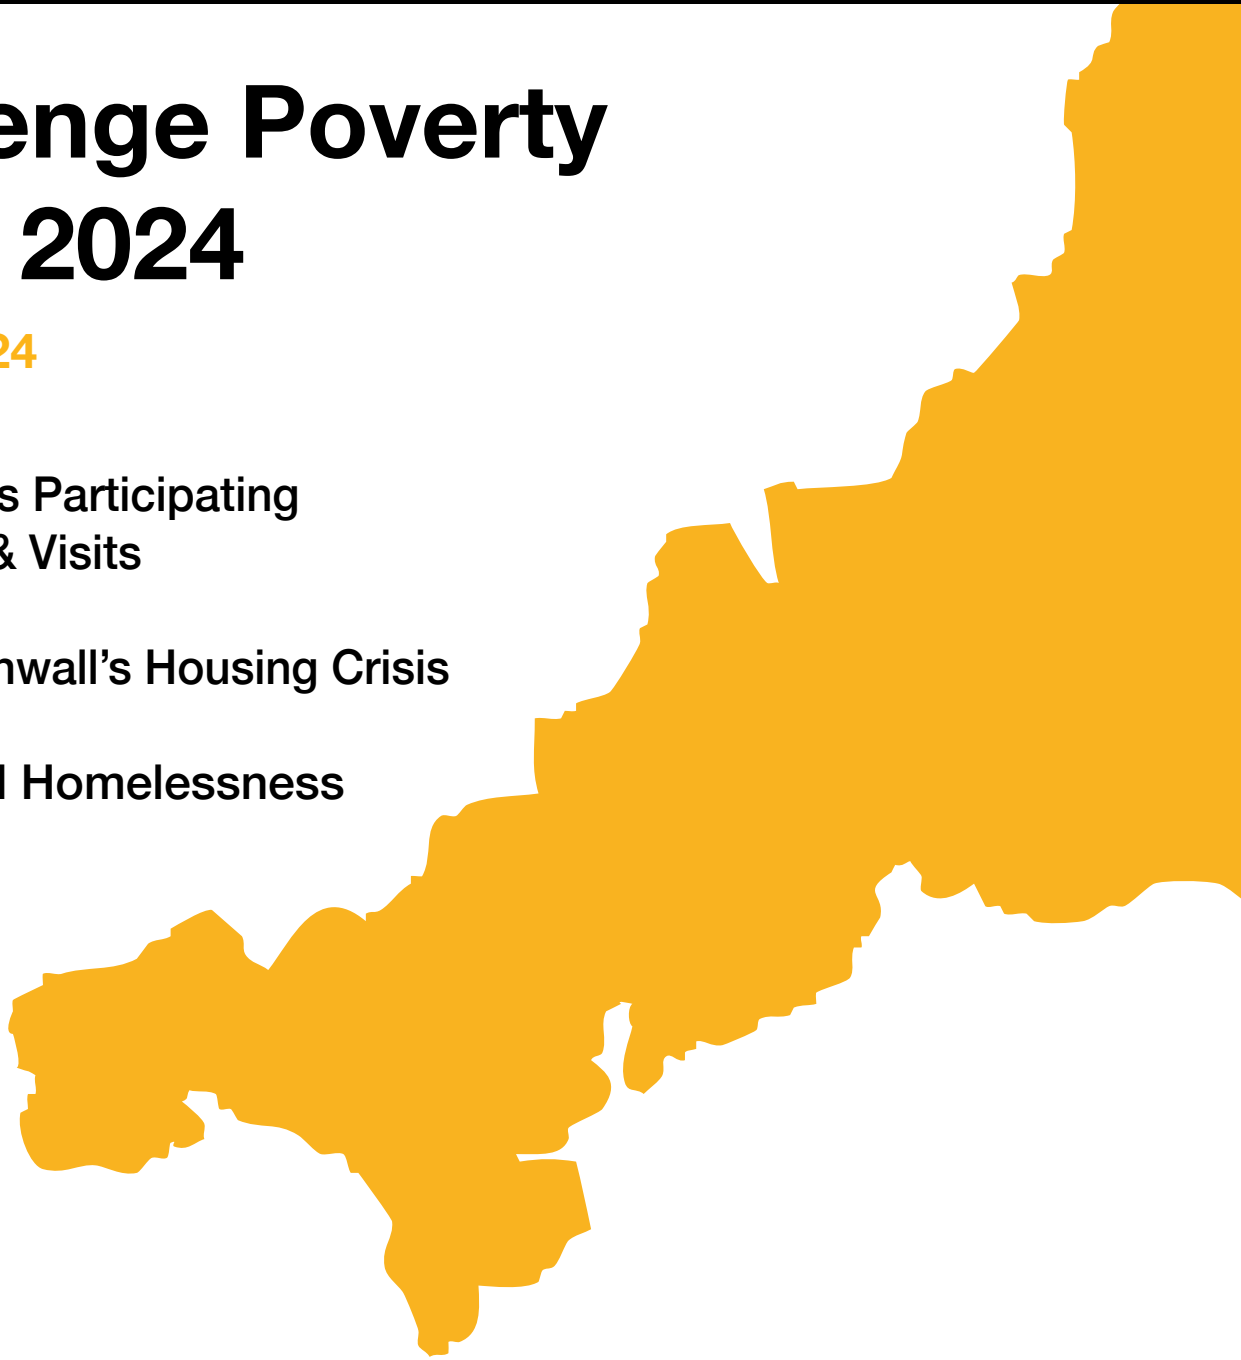 enge Poverty
2024
24
s Participating
& Visits
nwall’s Housing Crisis
Homelessness